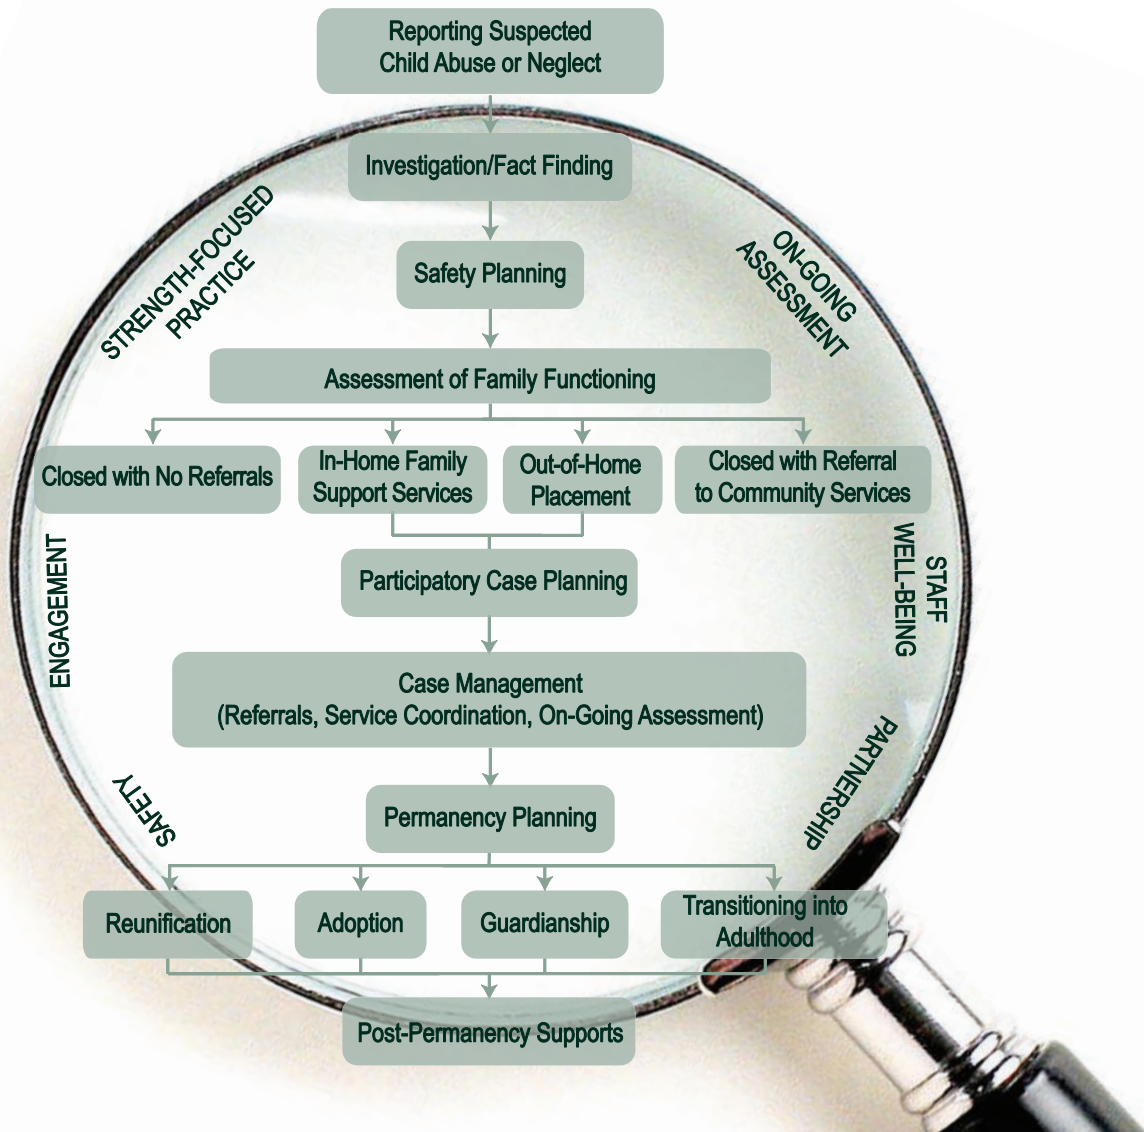 Reporting Suspected
Child Abuse or Neglect
Investigation/Fact Finding
STRENGTH-FOCUSED
PRACTICE
ON-GOING
ASSESSMENT
Safety Planning
Assessment of Family Functioning
Closed with No Referrals
In-Home Family
Support Services
Out-of-Home
Placement
Closed with Referral
to Community Services
ENGAGEMENT
STAFF
WELL-BEING
Participatory Case Planning
Case Management
(Referrals, Service Coordination, On-Going Assessment)
SAFETY
PARTNERSHIP
Permanency Planning
Reunification
Adoption
Guardianship
Transitioning into
Adulthood
Post-Permanency Supports